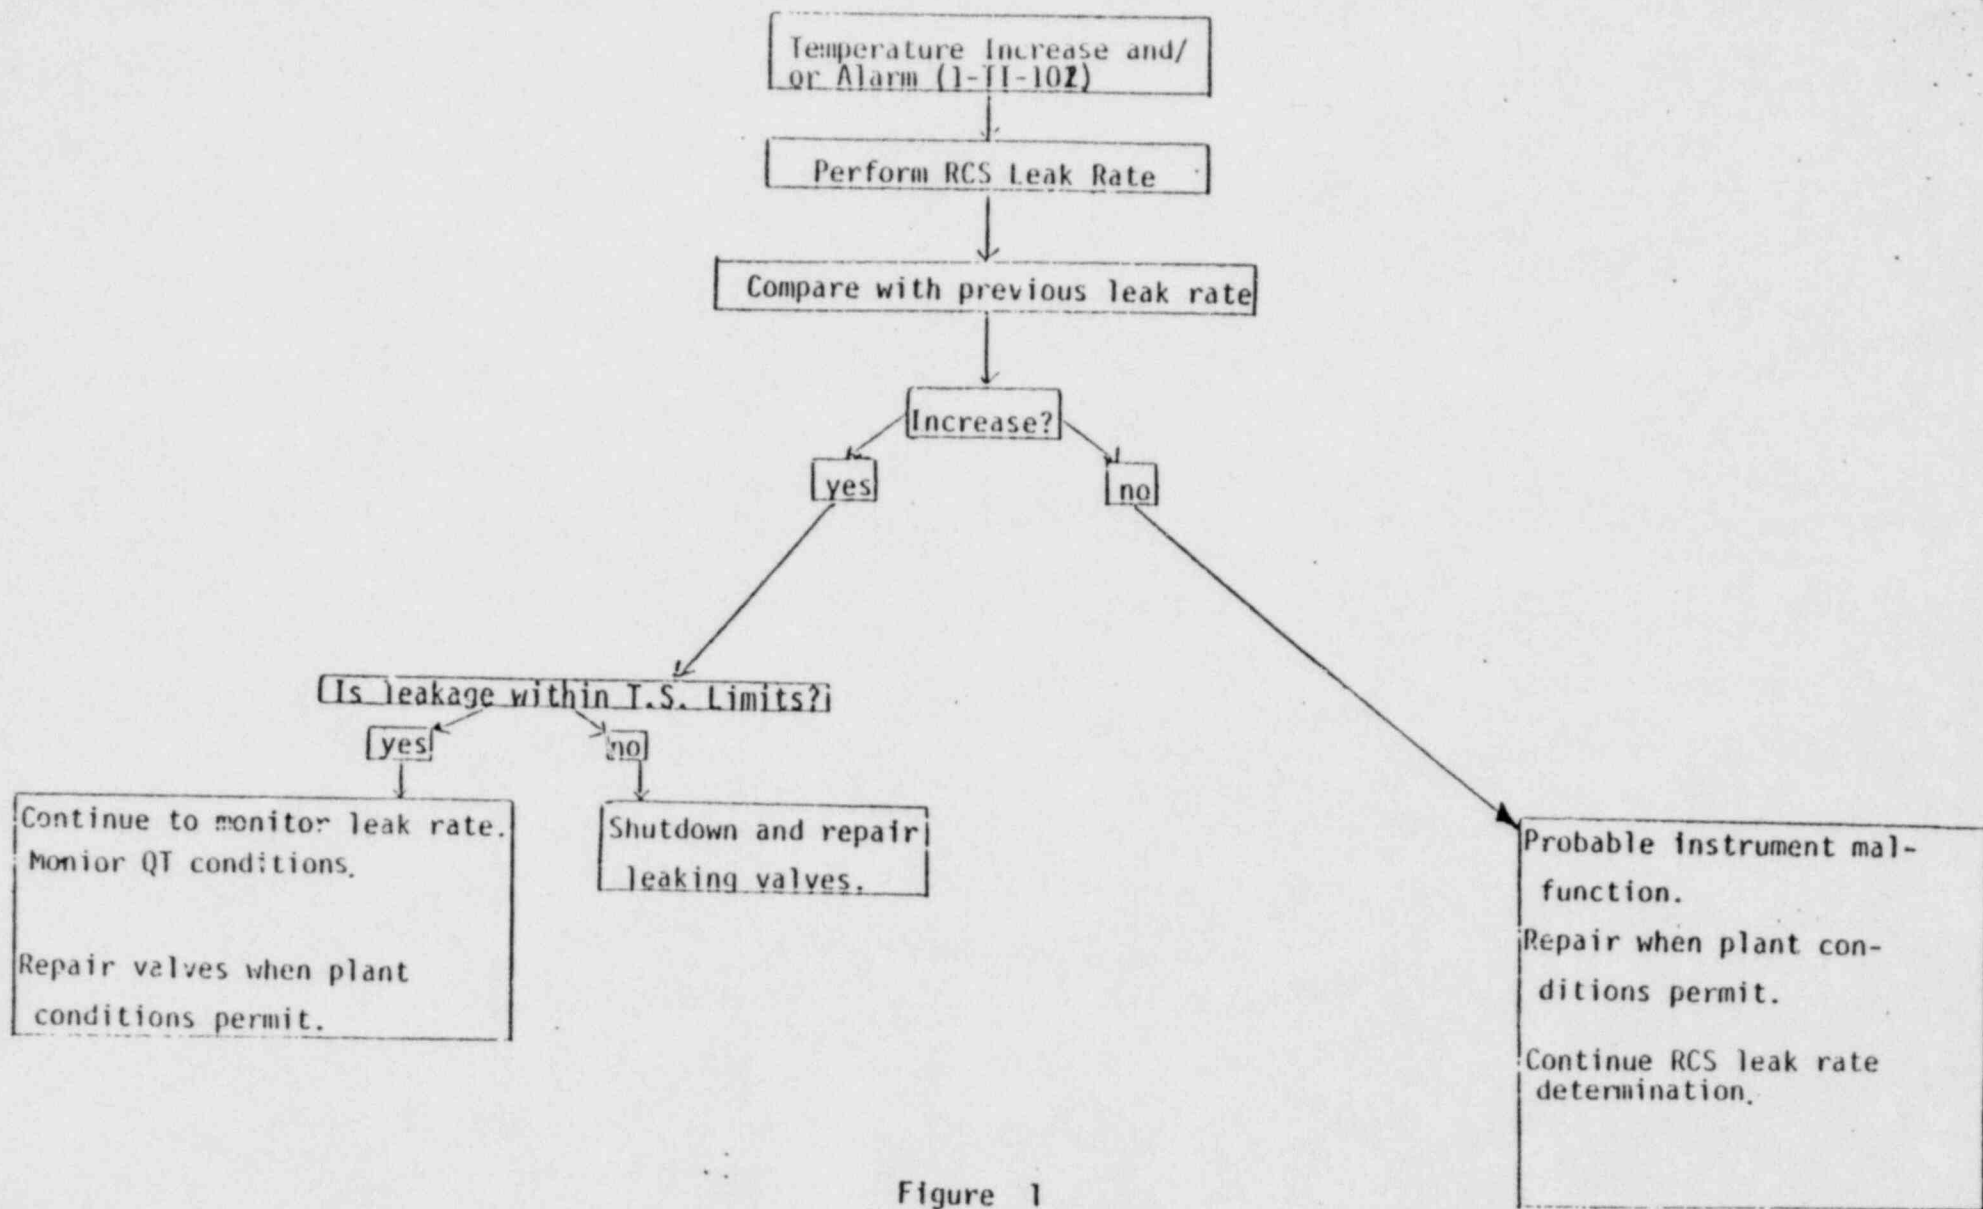 Temperature Increase and/
or Alarm (1-TI-102)
Perform RCS Leak Rate
Compare with previous leak rate
Increase?
yes
no
Is leakage within T.S. Limits?
yes
no
Continue to monitor leak rate.
Monior QT conditions.
Repair valves when plant
conditions permit.
Shutdown and repair
leaking valves.
Probable instrument mal-
function.
Repair when plant con-
ditions permit.
Continue RCS leak rate
determination.
Figure 1